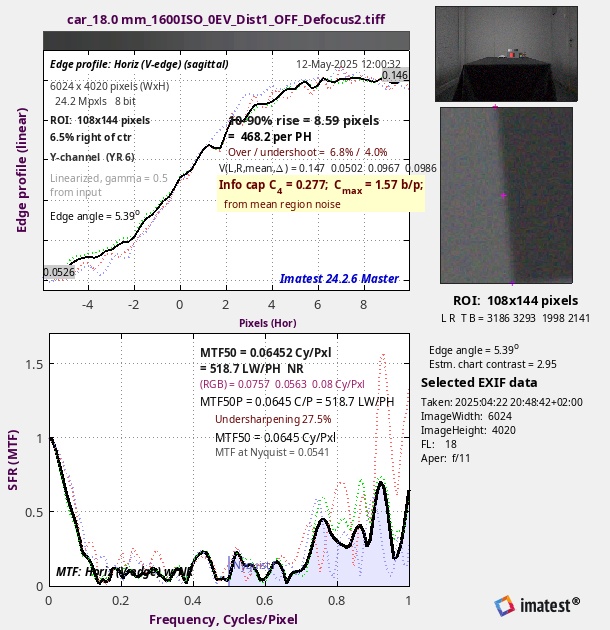 car_18.0 mm_1600ISO_0EV_Dist1_OFF_Defocus2.tiff
Edge profile: Horiz (V-edge) (sagittal)
12-May-2025 12:00:32
0.146
6024 x 4020 pixels (WxH)
24.2 Mpxls   8 bit
ROI:  108x144 pixels
6.5% right of ctr
Y-channel  (YR 6)
Linearized, gamma = 0.5
from input
Edge angle = 5.39⁰
10-90% rise = 8.59 pixels
=  468.2 per PH
Over / undershoot =  6.8% /  4.0%
V(L,R,mean,Δ) = 0.147  0.0502  0.0967  0.0986
Info cap C4 = 0.277;  Cmax = 1.57 b/p;
from mean region noise
0.0526
Imatest 24.2.6 Master
Edge profile (linear)
-4 -2 0 2 4 6 8
Pixels (Hor)
ROI:  108x144 pixels
L R  T B = 3186 3293  1998 2141
Edge angle = 5.39⁰
Estm. chart contrast = 2.95
Selected EXIF data
Taken: 2025:04:22 20:48:42+02:00
ImageWidth:  6024
ImageHeight:  4020
FL:   18
Aper:  f/11
MTF50 = 0.06452 Cy/Pxl
= 518.7 LW/PH  NR
(RGB) = 0.0757  0.0563  0.08 Cy/Pxl
MTF50P = 0.0645 C/P = 518.7 LW/PH
Undersharpening 27.5%
MTF50 = 0.0645 Cy/Pxl
MTF at Nyquist = 0.0541
SFR (MTF)
1.5
1
0.5
0
Nyquist
MTF: Horiz (V-edge) w/ NR
0 0.2 0.4 0.6 0.8 1
Frequency, Cycles/Pixel
imatest®